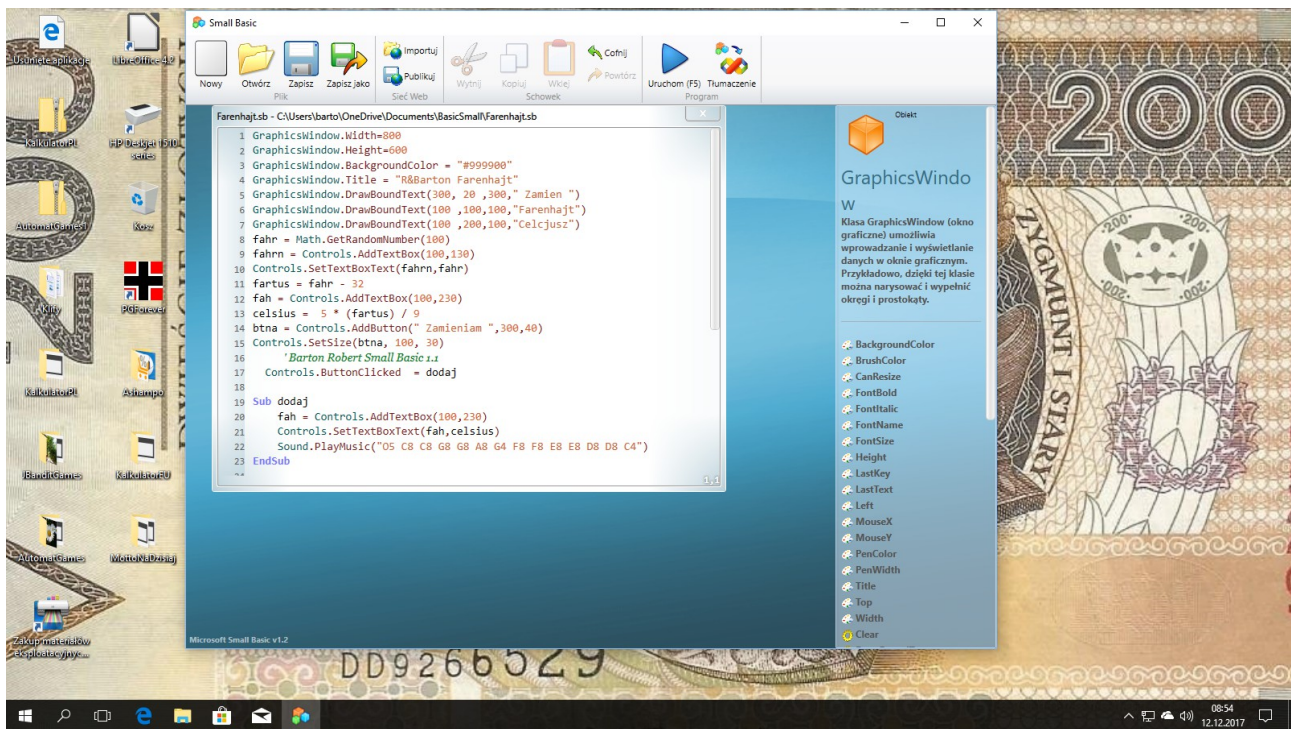 Usunięte aplikacje
LibreOffice 4.2
KalkulatorPL
HP Deskjet 1510 series
Kosz
PGForever
KalkulatorPL
Ashampo
IBanditGames
KalkulatorEU
AutomatGames
MottoNaDzisiaj
Zakup materiałów
eksploatacyjnyc...
Small Basic
Nowy
Otwórz
Zapisz
Zapisz jako
Plik
Importuj
Publikuj
Sieć Web
Wytnij
Kopiuj
Wklej
Cofnij
Powtórz
Schowek
Uruchom (F5)
Tłumaczenie
Program
Farenhajt.sb - C:\Users\barto\OneDrive\Documents\BasicSmall\Farenhajt.sb
1 GraphicsWindow.Width=800
2 GraphicsWindow.Height=600
3 GraphicsWindow.BackgroundColor = "#999900"
4 GraphicsWindow.Title = "R&Barton Farenhajt"
5 GraphicsWindow.DrawBoundText(300, 20 ,300," Zamien ")
6 GraphicsWindow.DrawBoundText(100 ,100,100,"Farenhajt")
7 GraphicsWindow.DrawBoundText(100 ,200,100,"Celcjusz")
8 fahr = Math.GetRandomNumber(100)
9 fahrn = Controls.AddTextBox(100,130)
10 Controls.SetTextBoxText(fahrn,fahr)
11 fartus = fahr - 32
12 fah = Controls.AddTextBox(100,230)
13 celsius =  5 * (fartus) / 9
14 btna = Controls.AddButton(" Zamieniam ",300,40)
15 Controls.SetSize(btna, 100, 30)
16 'Barton Robert Small Basic 1.1
17 Controls.ButtonClicked  = dodaj
18
19 Sub dodaj
20 fah = Controls.AddTextBox(100,230)
21 Controls.SetTextBoxText(fah,celsius)
22 Sound.PlayMusic("O5 C8 C8 G8 G8 A8 G4 F8 F8 E8 E8 D8 D8 C4")
23 EndSub
1,1
Microsoft Small Basic v1.2
Obiekt
GraphicsWindo
w
Klasa GraphicsWindow (okno
graficzne) umożliwia
wprowadzanie i wyświetlanie
danych w oknie graficznym.
Przykładowo, dzięki tej klasie
można narysować i wypełnić
okręgi i prostokąty.
BackgroundColor
BrushColor
CanResize
FontBold
FontItalic
FontName
FontSize
Height
LastKey
LastText
Left
MouseX
MouseY
PenColor
PenWidth
Title
Top
Width
Clear
200
ZYGMUNT I STARY
·200·
·200·
DD9266529
08:54
12.12.2017